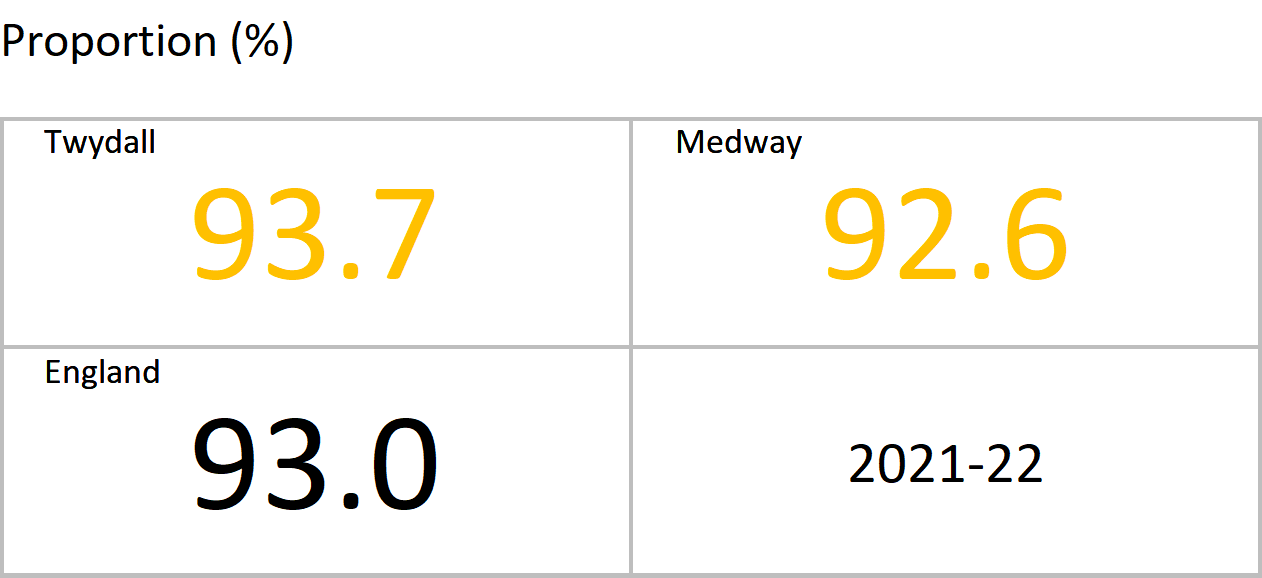 Proportion (%)
Twydall
93.7
Medway
92.6
England
93.0
2021-22